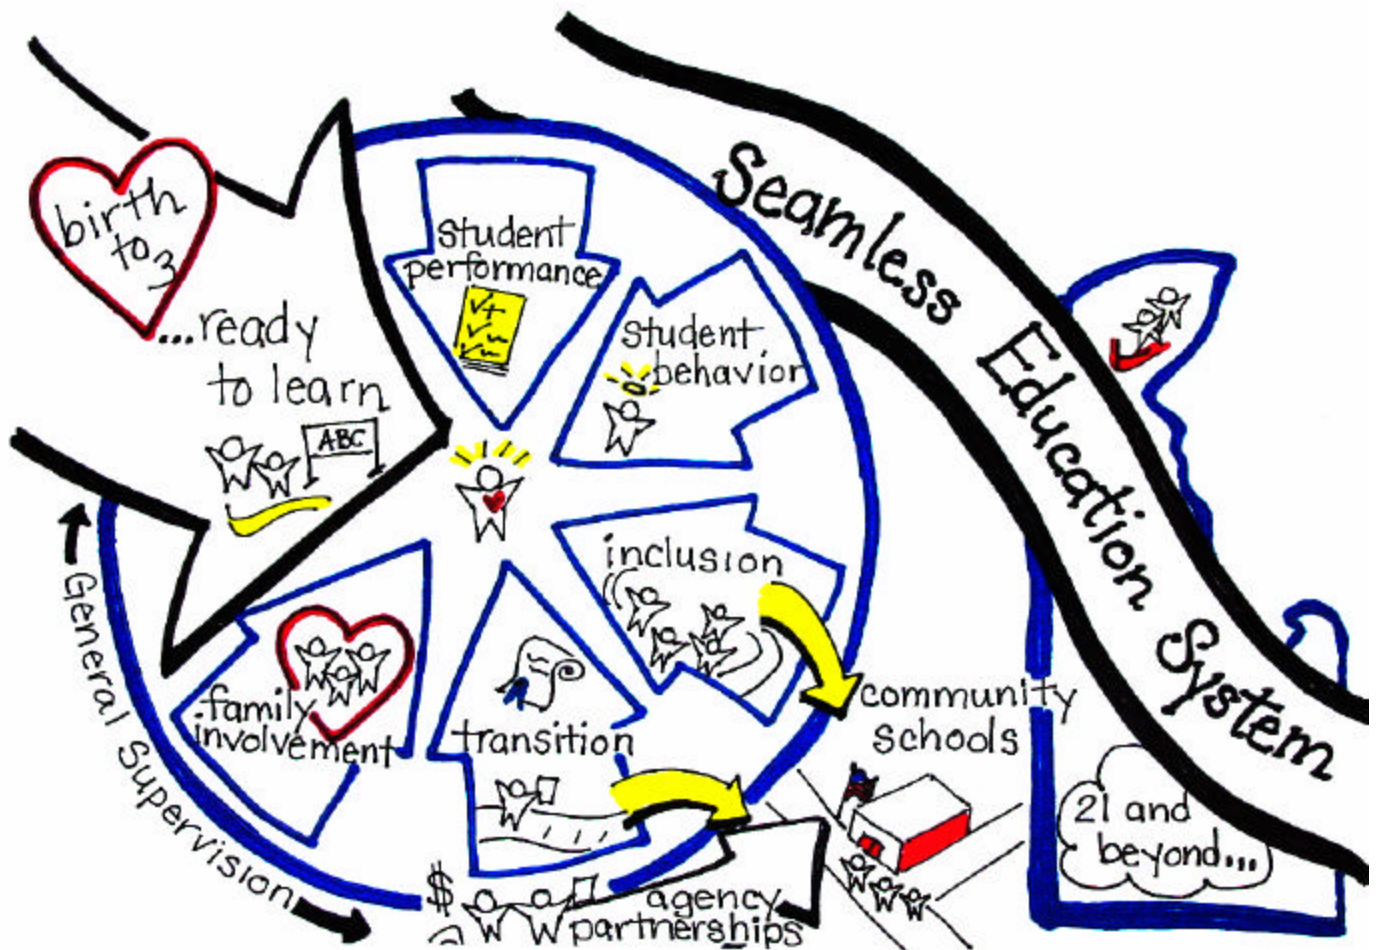 birth
to 3
...ready
to learn
ABC
student
performance
student
behavior
inclusion
transition
family
involvement
General Supervision
$
agency
partnerships
community
schools
Seamless Education System
21 and
beyond...